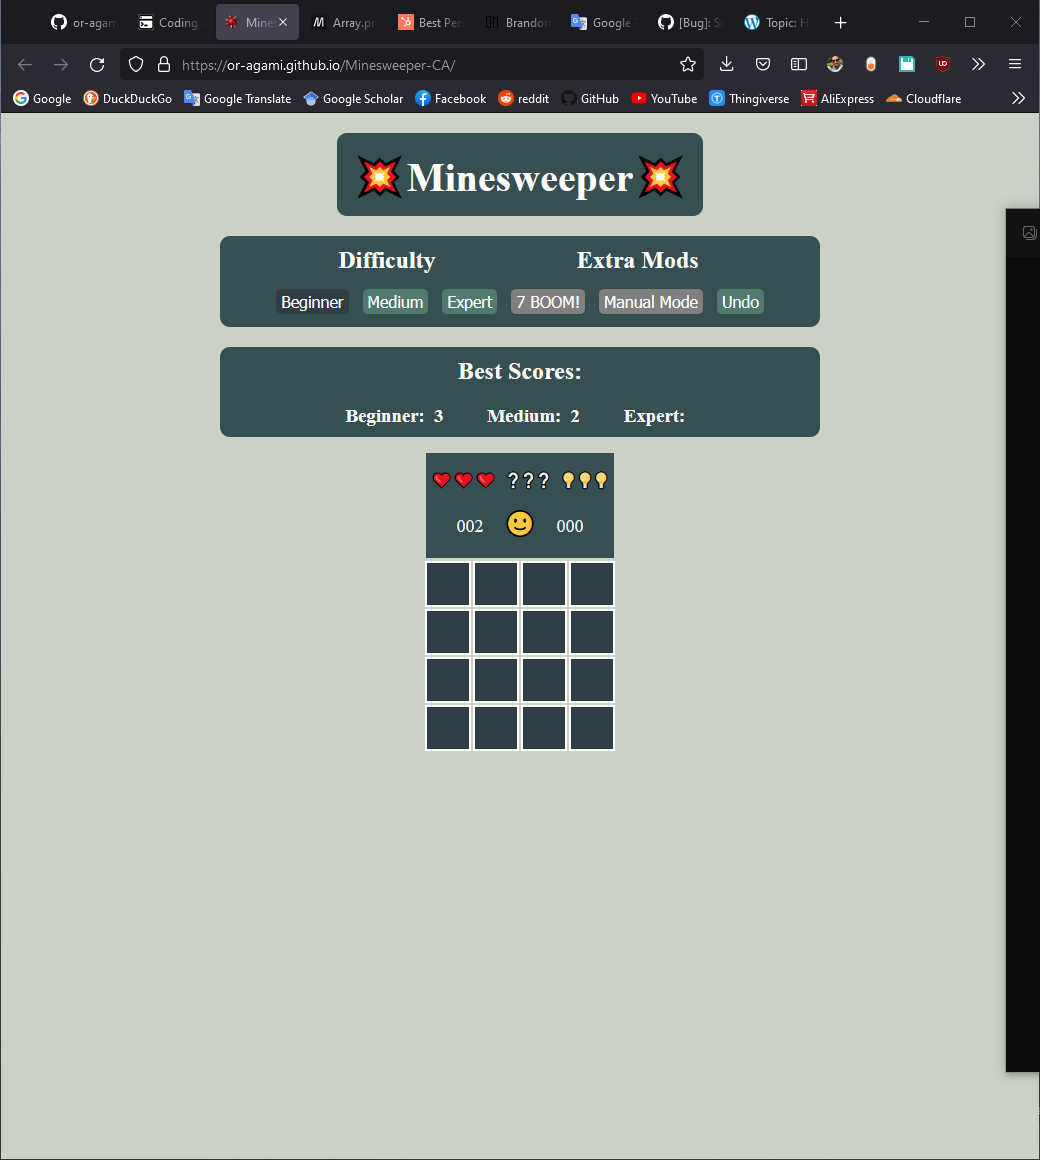 or-agam Coding Mines Array.pr Best Per Brandon Google [Bug]: S Topic: H
https://or-agami.github.io/Minesweeper-CA/
Google DuckDuckGo Google Translate Google Scholar Facebook reddit GitHub YouTube Thingiverse AliExpress Cloudflare
Minesweeper
Difficulty Extra Mods
Beginner Medium Expert 7 BOOM! Manual Mode Undo
Best Scores:
Beginner: 3 Medium: 2 Expert:
???
002 000